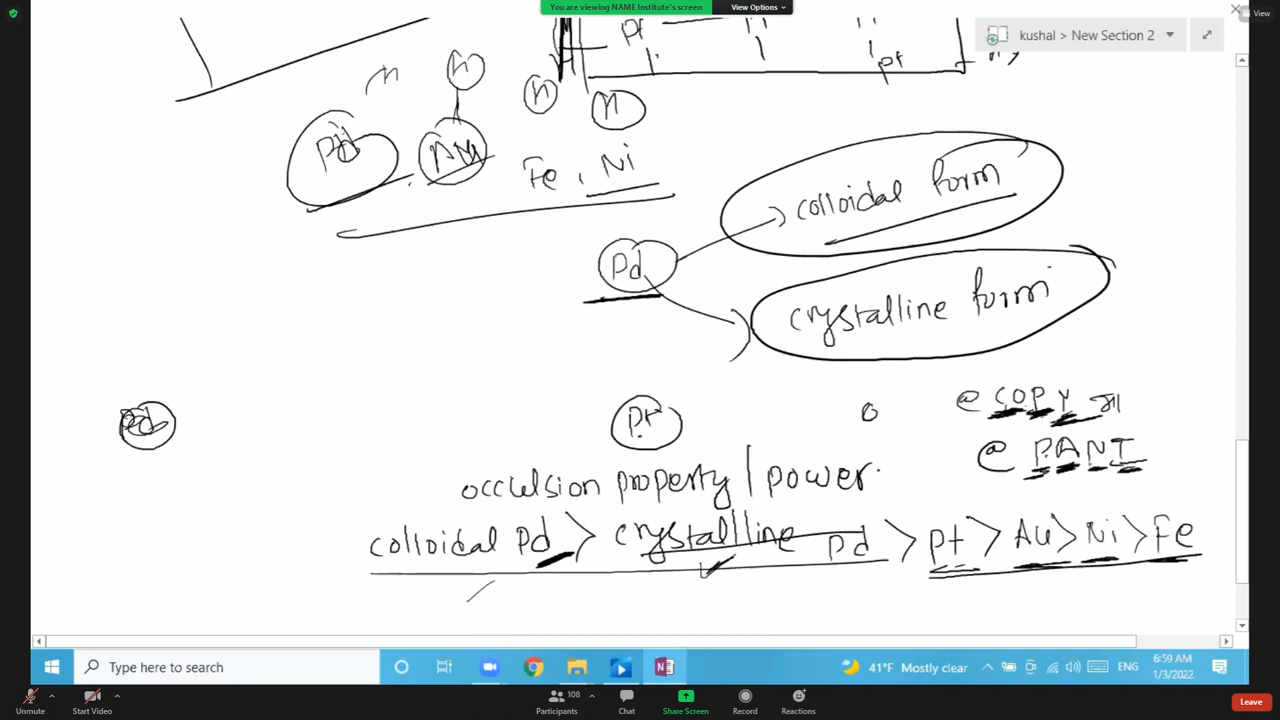 You are viewing NAME Institute's screen View Options
View
kushal > New Section 2
pt
pt
n n
n n
Pd Au Fe, Ni
colloidal form
Pd
crystalline form
Pt @ COPY
@ PANI
occulsion property/power
colloidal Pd > crystalline Pd > pt > Au > Ni > Fe
Type here to search 41°F Mostly clear ENG 6:59 AM
1/3/2022
Unmute Start Video Participants 108 Chat Share Screen Record Reactions Leave